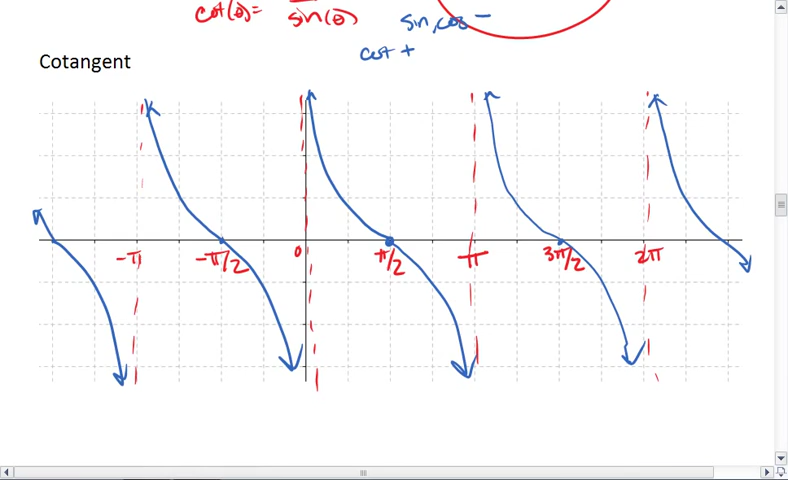 cot(θ) = ──
sin(θ)
sin, cos −
cot +
Cotangent
-π -π/2 0 π/2 π 3π/2 2π